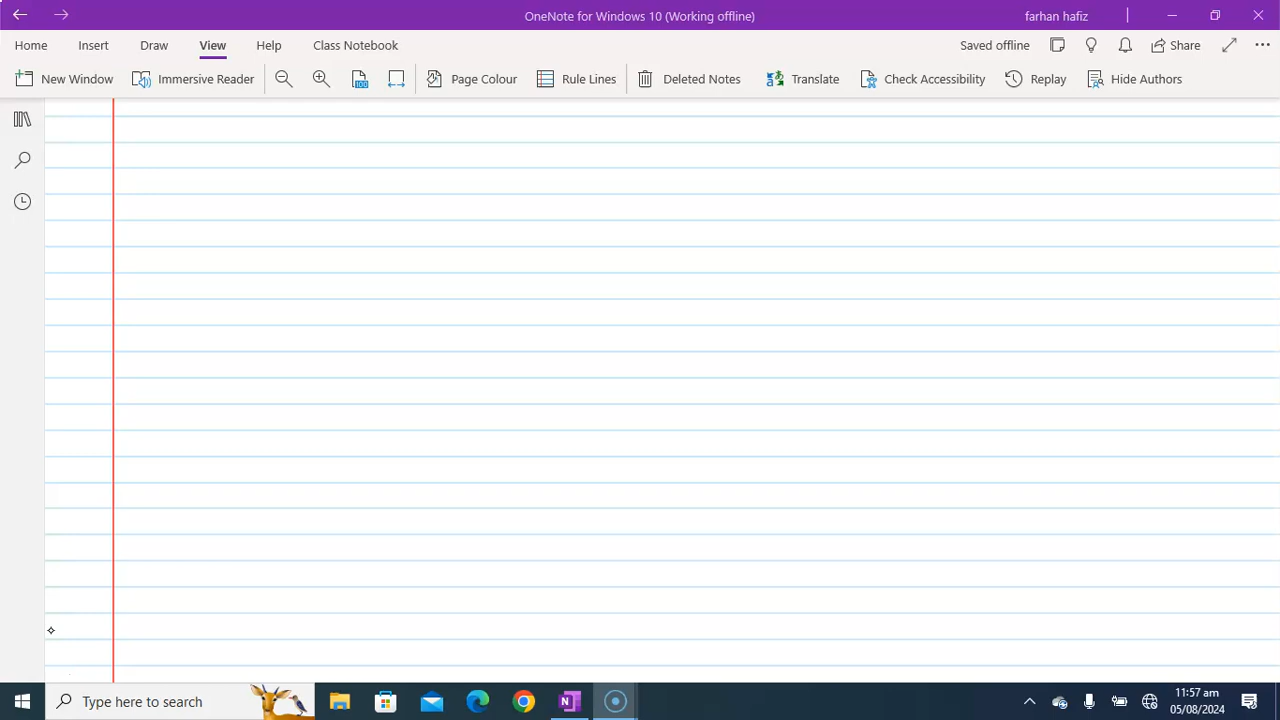 OneNote for Windows 10 (Working offline)
farhan hafiz
Home
Insert
Draw
View
Help
Class Notebook
Saved offline
Share
New Window
Immersive Reader
100
Page Colour
Rule Lines
Deleted Notes
Translate
Check Accessibility
Replay
Hide Authors
Type here to search
11:57 am
05/08/2024